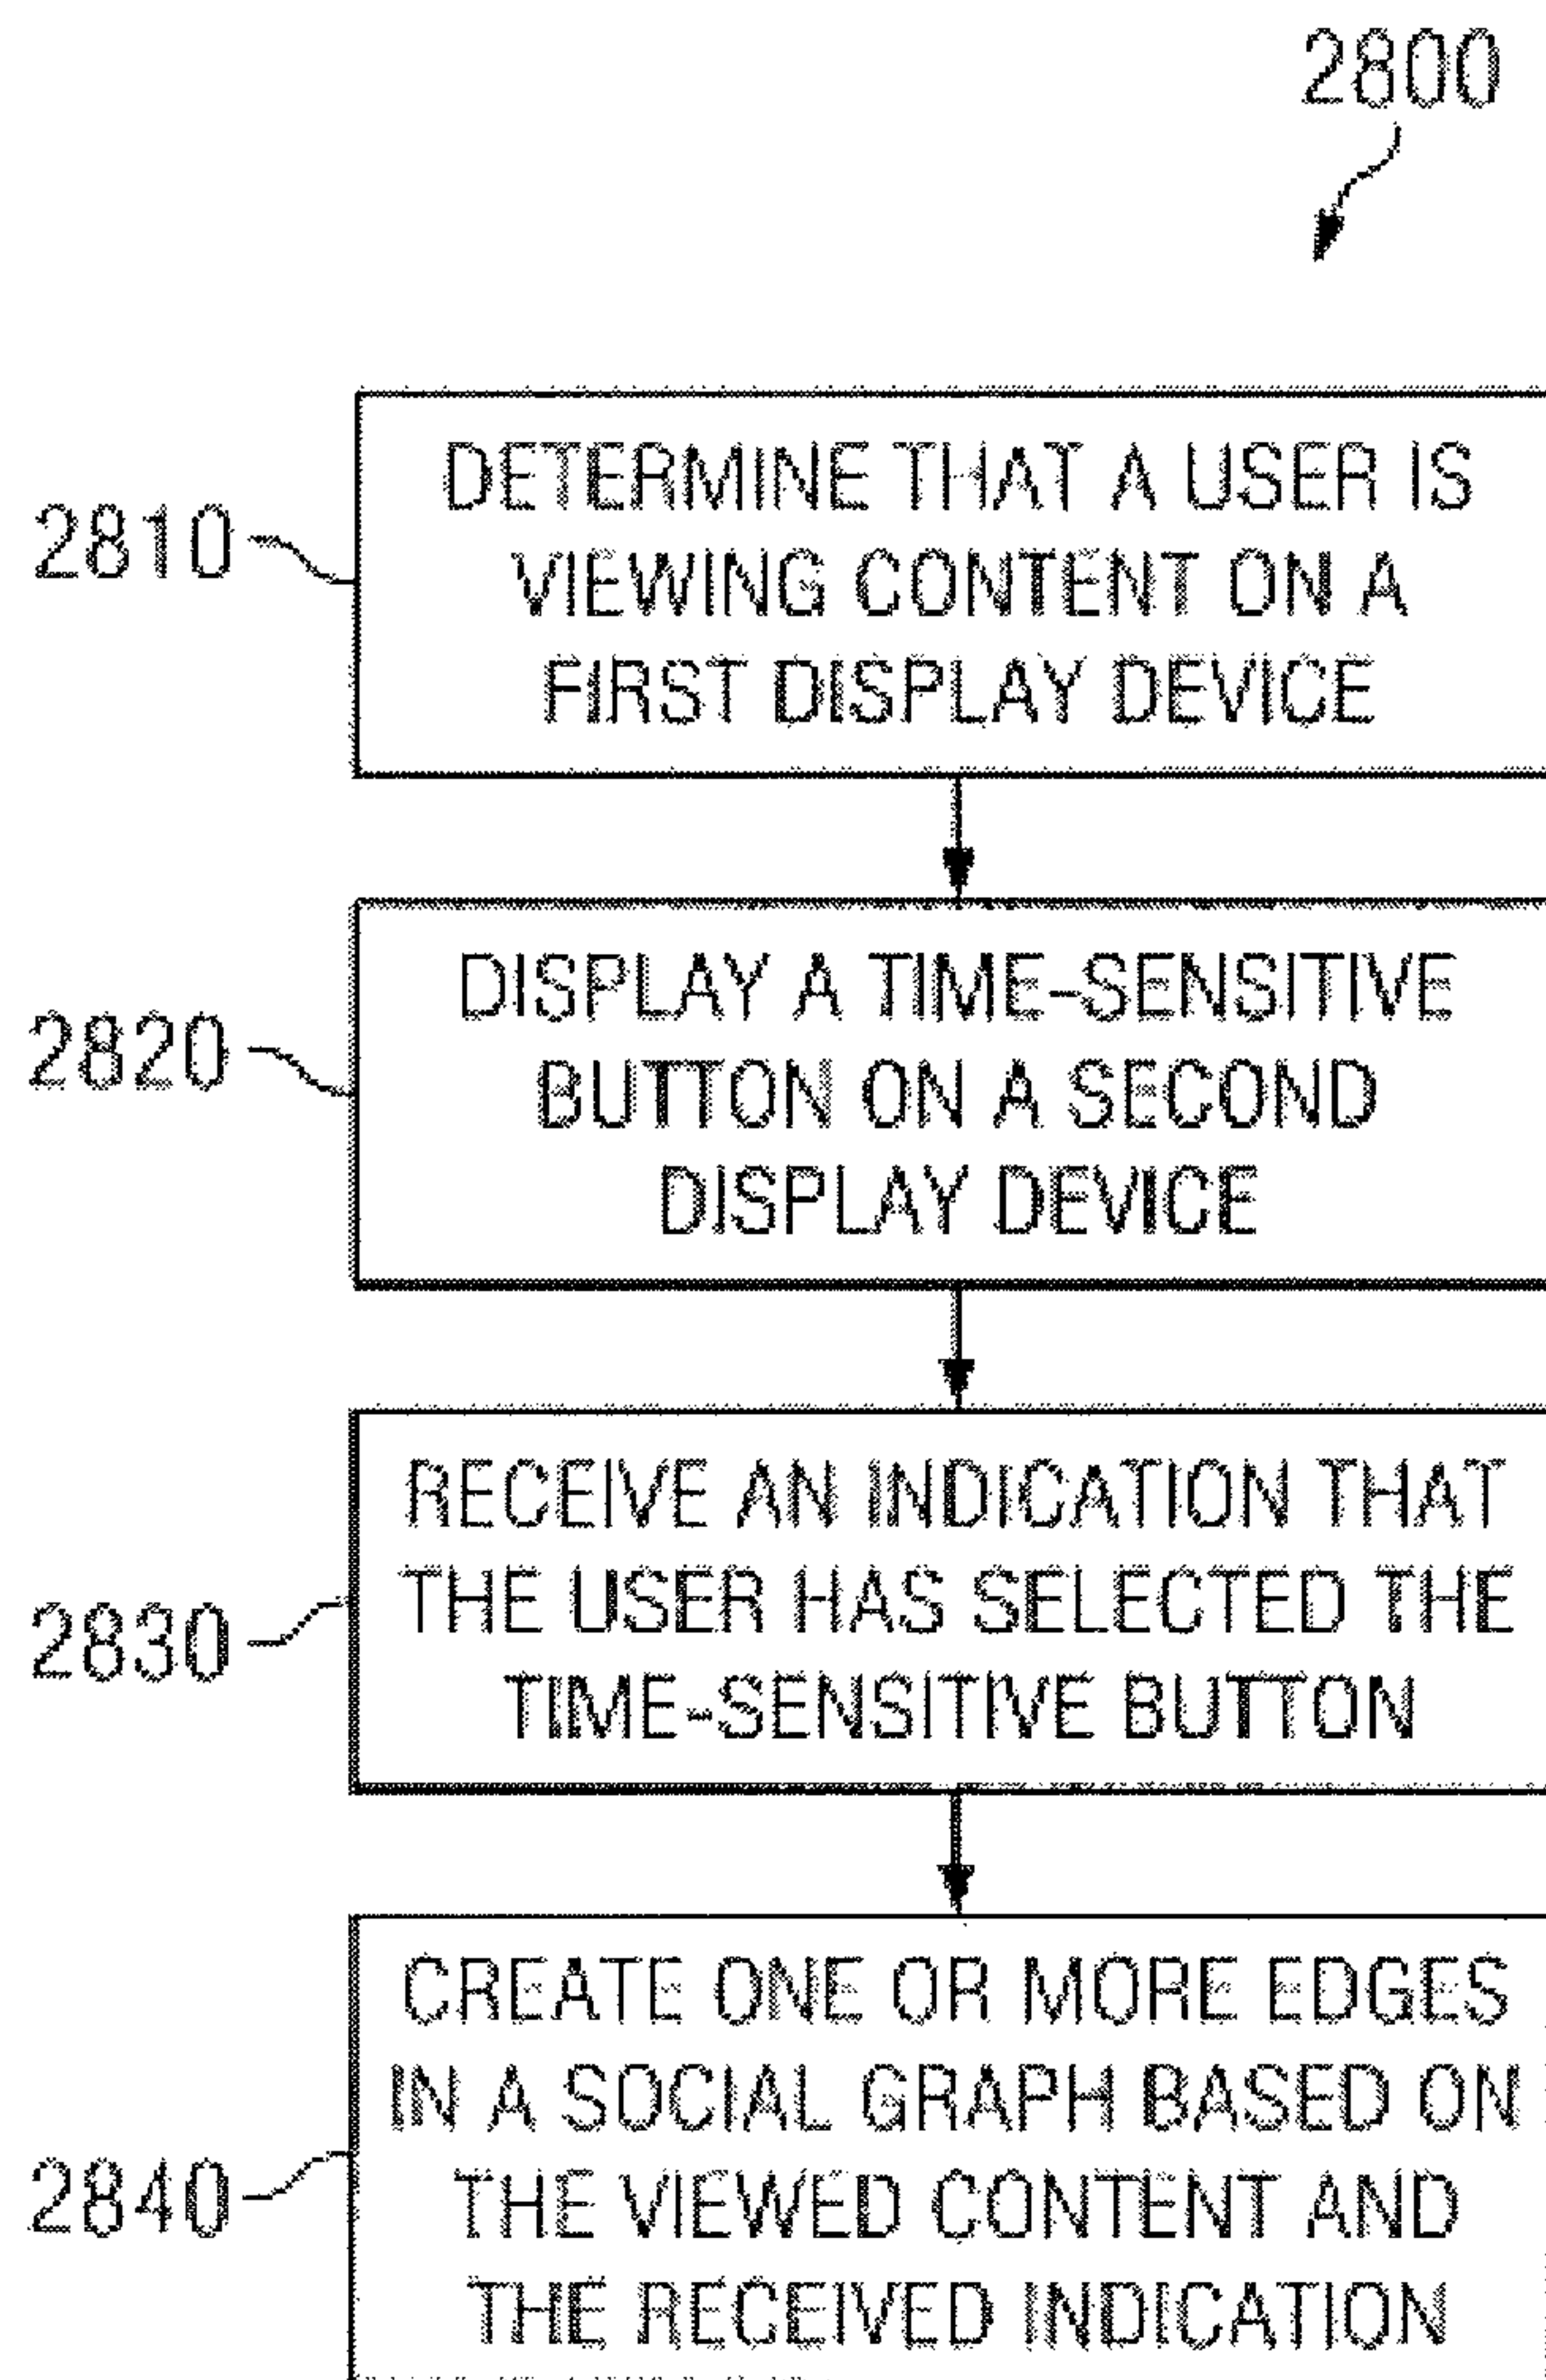 2800
2810
DETERMINE THAT A USER IS
VIEWING CONTENT ON A
FIRST DISPLAY DEVICE
2820
DISPLAY A TIME-SENSITIVE
BUTTON ON A SECOND
DISPLAY DEVICE
2830
RECEIVE AN INDICATION THAT
THE USER HAS SELECTED THE
TIME-SENSITIVE BUTTON
2840
CREATE ONE OR MORE EDGES
IN A SOCIAL GRAPH BASED ON
THE VIEWED CONTENT AND
THE RECEIVED INDICATION